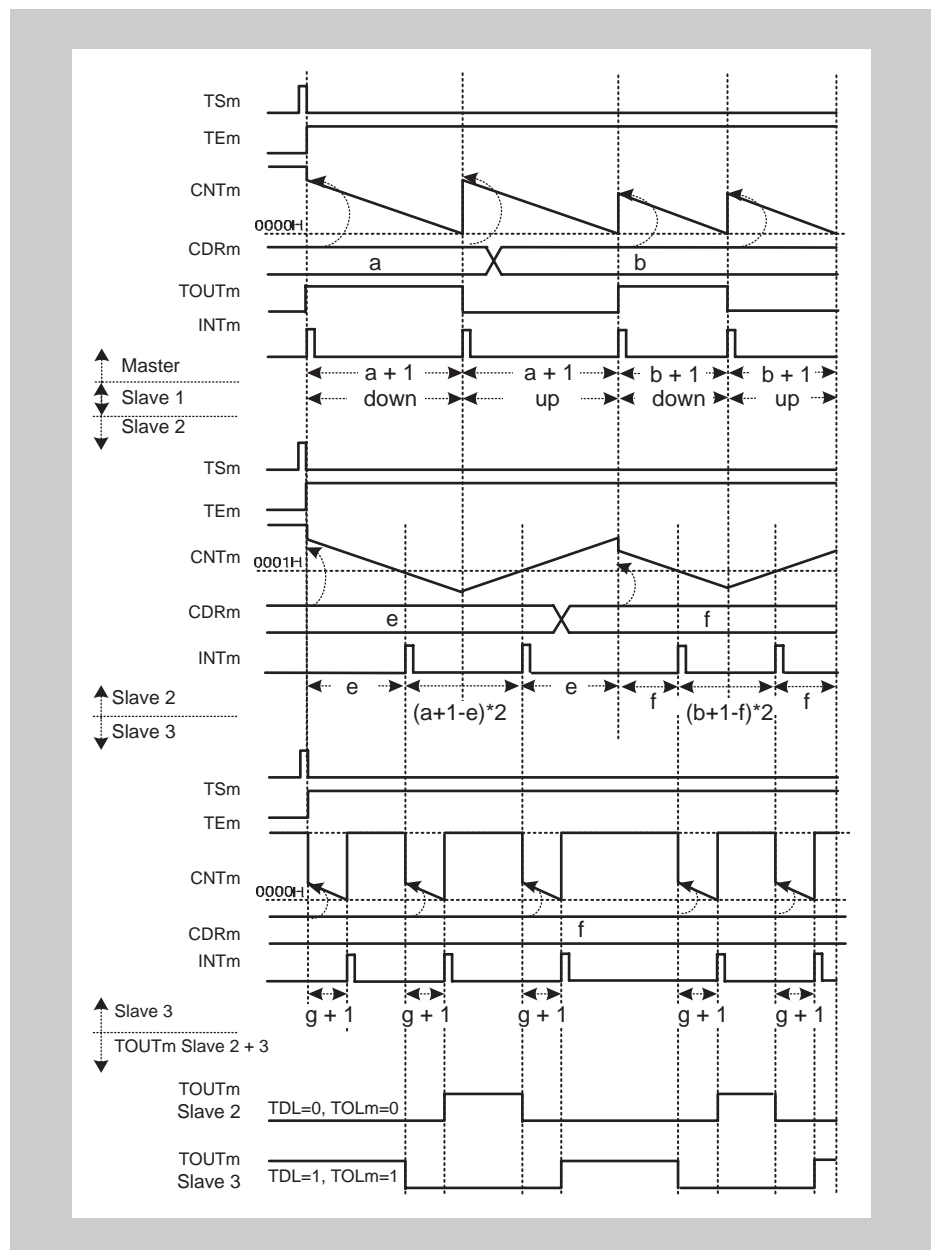 TSm
TEm
CNTm
0000H
CDRm
a b
TOUTm
INTm
Master
a + 1 a + 1 b + 1 b + 1
Slave 1
down up down up
Slave 2
TSm
TEm
CNTm 0001H
CDRm
e f
INTm
Slave 2
e e f f
(a+1-e)*2 (b+1-f)*2
Slave 3
TSm
TEm
CNTm
0000H
CDRm
f
INTm
Slave 3
g + 1 g + 1 g + 1 g + 1 g + 1
TOUTm Slave 2 + 3
TOUTm
Slave 2 TDL=0, TOLm=0
TOUTm
Slave 3 TDL=1, TOLm=1